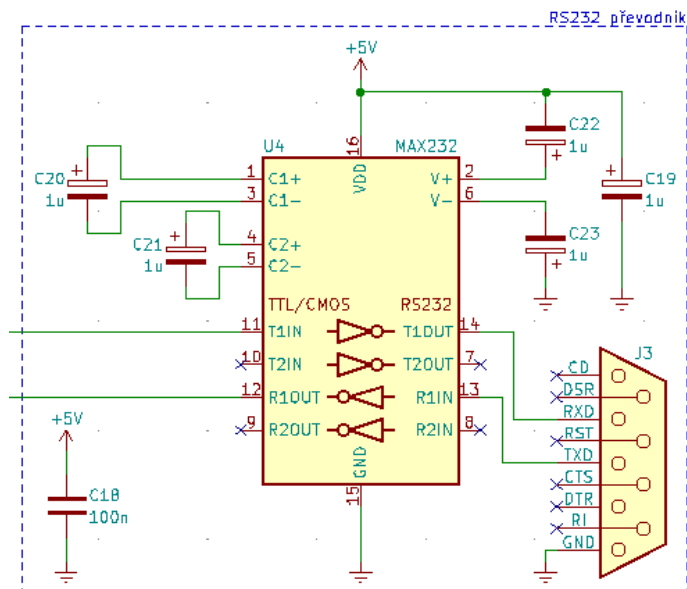 RS232 převodník
+5V
U4
MAX232
16
VDD
C22
1u
C20
1u
+
1
C1+
3
C1-
V+
2
V-
6
+
+
C19
1u
C21
1u
+
4
C2+
5
C2-
C23
1u
+
TTL/CMOS
RS232
11
T1IN
T1OUT
14
10
T2IN
T2OUT
7
12
R1OUT
R1IN
13
9
R2OUT
R2IN
8
GND
15
J3
CD
DSR
RXD
RST
TXD
CTS
DTR
RI
GND
+5V
C18
100n